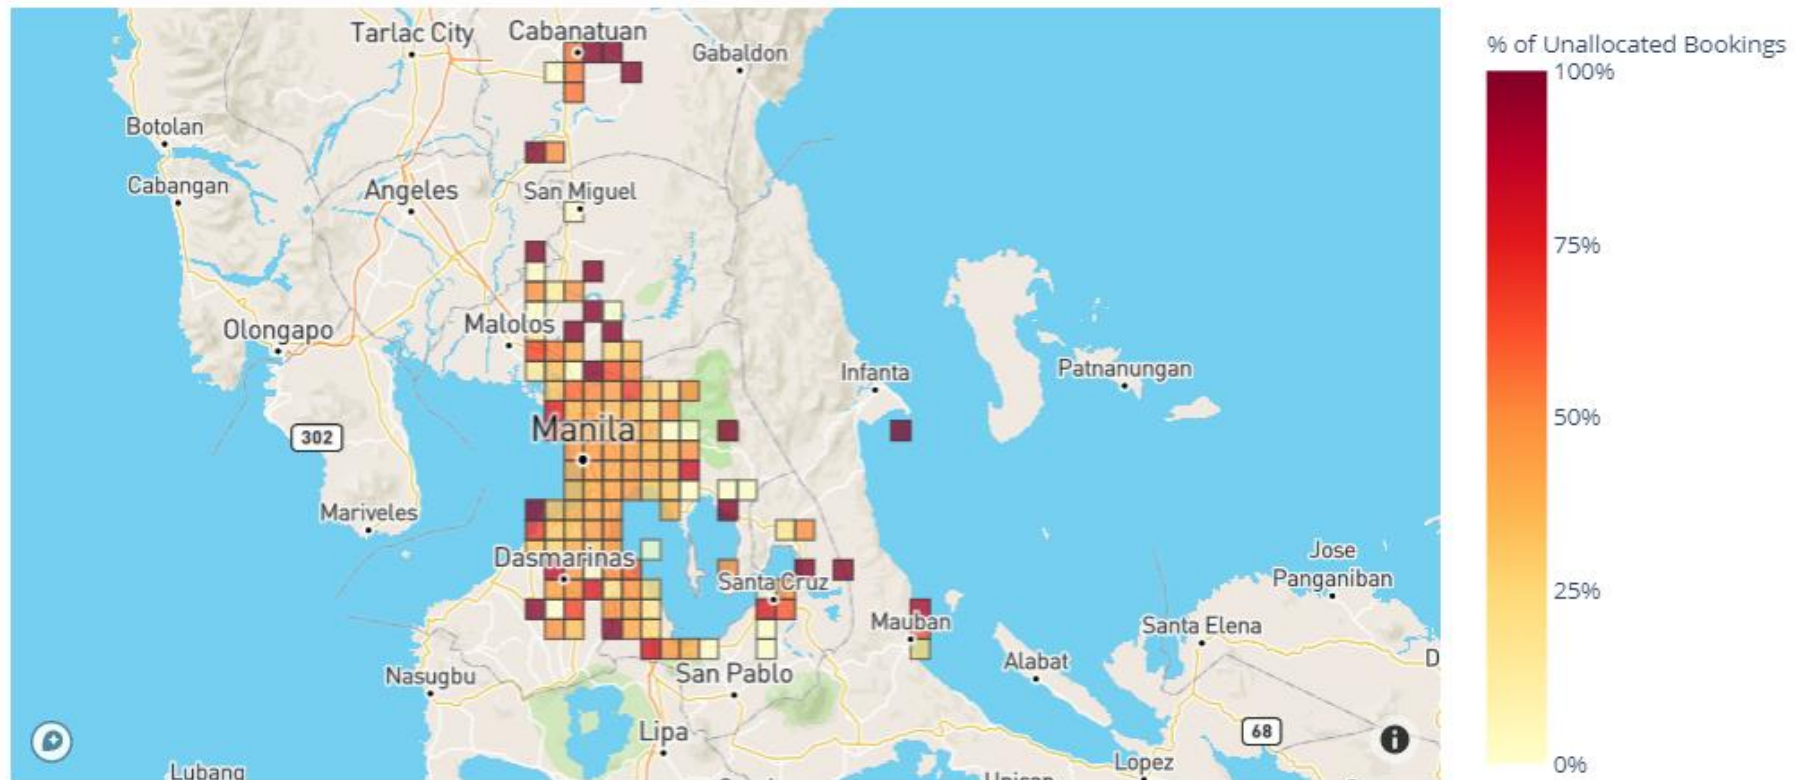 Tarlac City
Cabanatuan
Gabaldon
Botolan
Cabangan
Angeles
San Miguel
Olongapo
Malolos
Infanta
Patnanungan
302
Manila
Mariveles
Dasmarinas
Santa Cruz
Jose
Panganiban
Mauban
Santa Elena
Nasugbu
San Pablo
Alabat
D
Lipa
68
Lubang
Lopez
% of Unallocated Bookings
100%
75%
50%
25%
0%